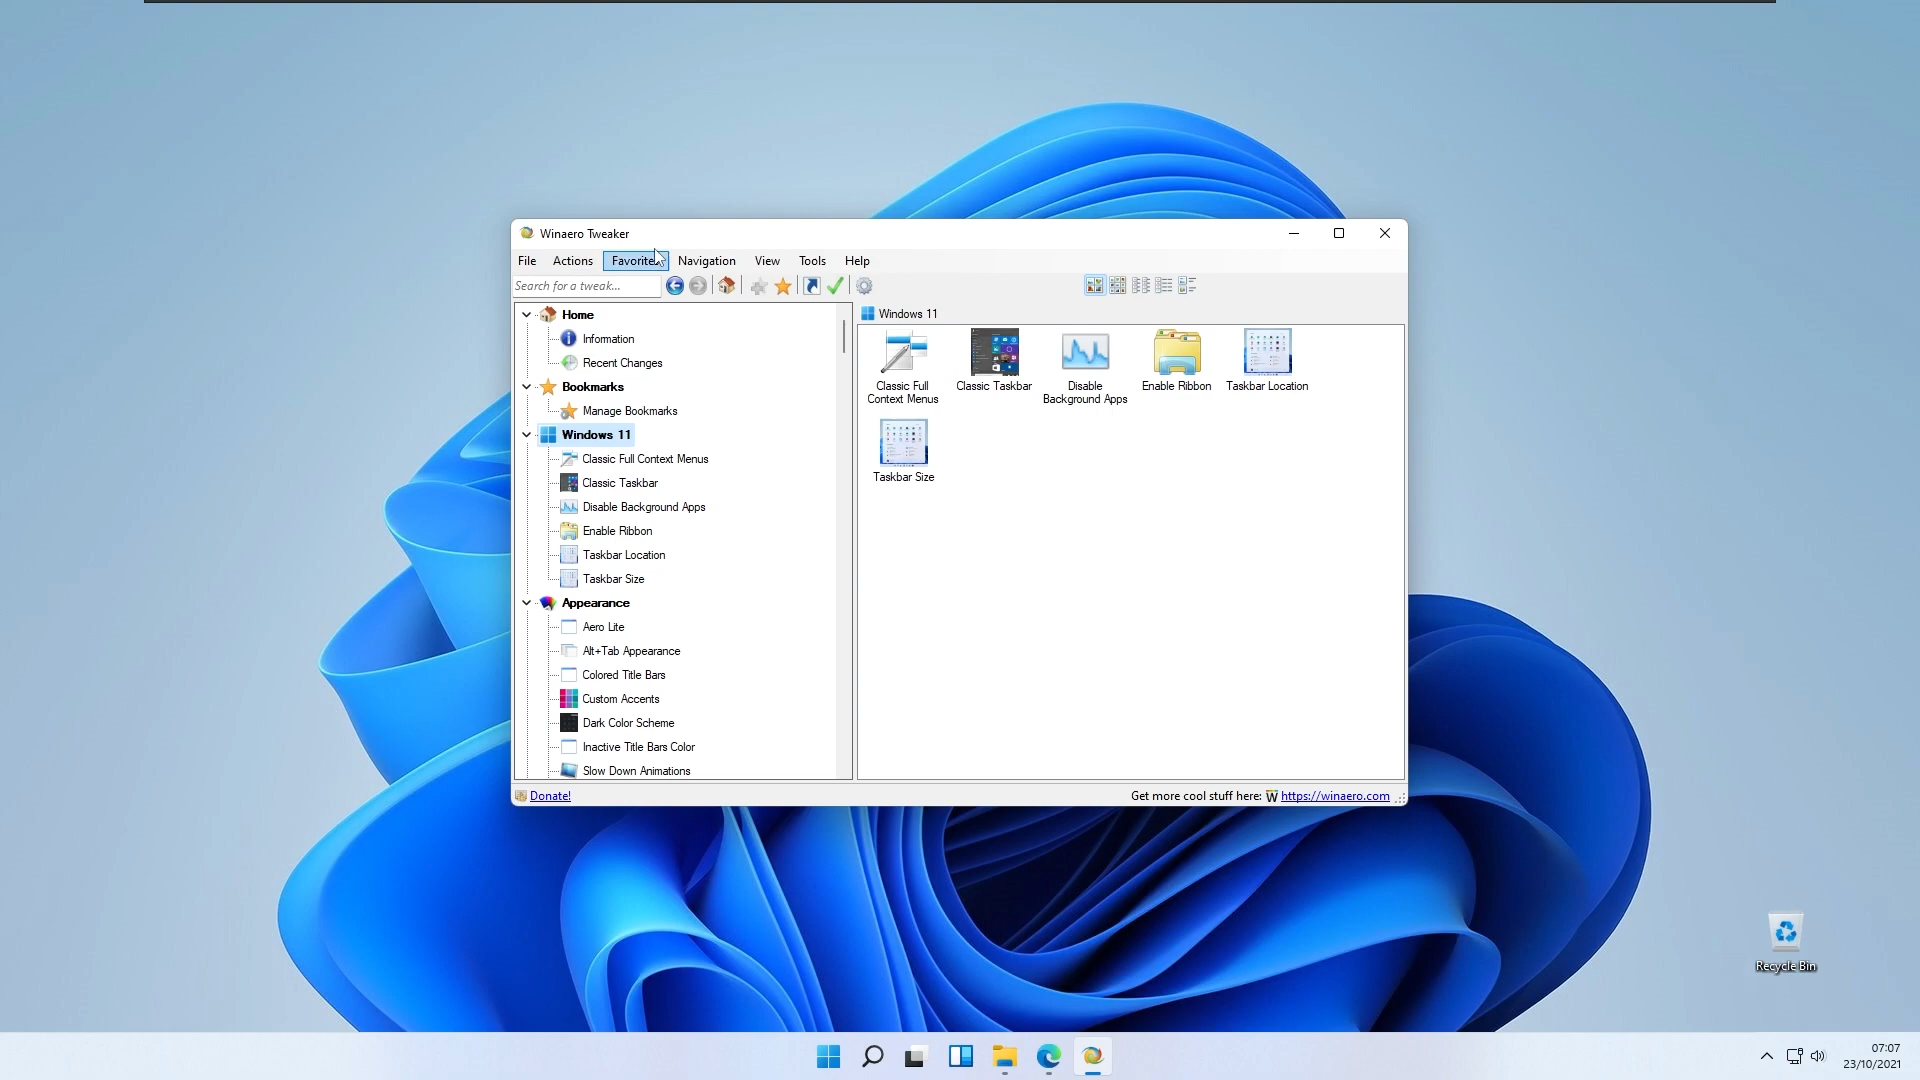 Winaero Tweaker
File Actions Favorites Navigation View Tools Help
Search for a tweak...
Home
Information
Recent Changes
Bookmarks
Manage Bookmarks
Windows 11
Classic Full Context Menus
Classic Taskbar
Disable Background Apps
Enable Ribbon
Taskbar Location
Taskbar Size
Appearance
Aero Lite
Alt+Tab Appearance
Colored Title Bars
Custom Accents
Dark Color Scheme
Inactive Title Bars Color
Slow Down Animations
Windows 11
Classic Full
Context Menus
Classic Taskbar
Disable
Background Apps
Enable Ribbon
Taskbar Location
Taskbar Size
Donate!
Get more cool stuff here: W https://winaero.com
Recycle Bin
07:07
23/10/2021